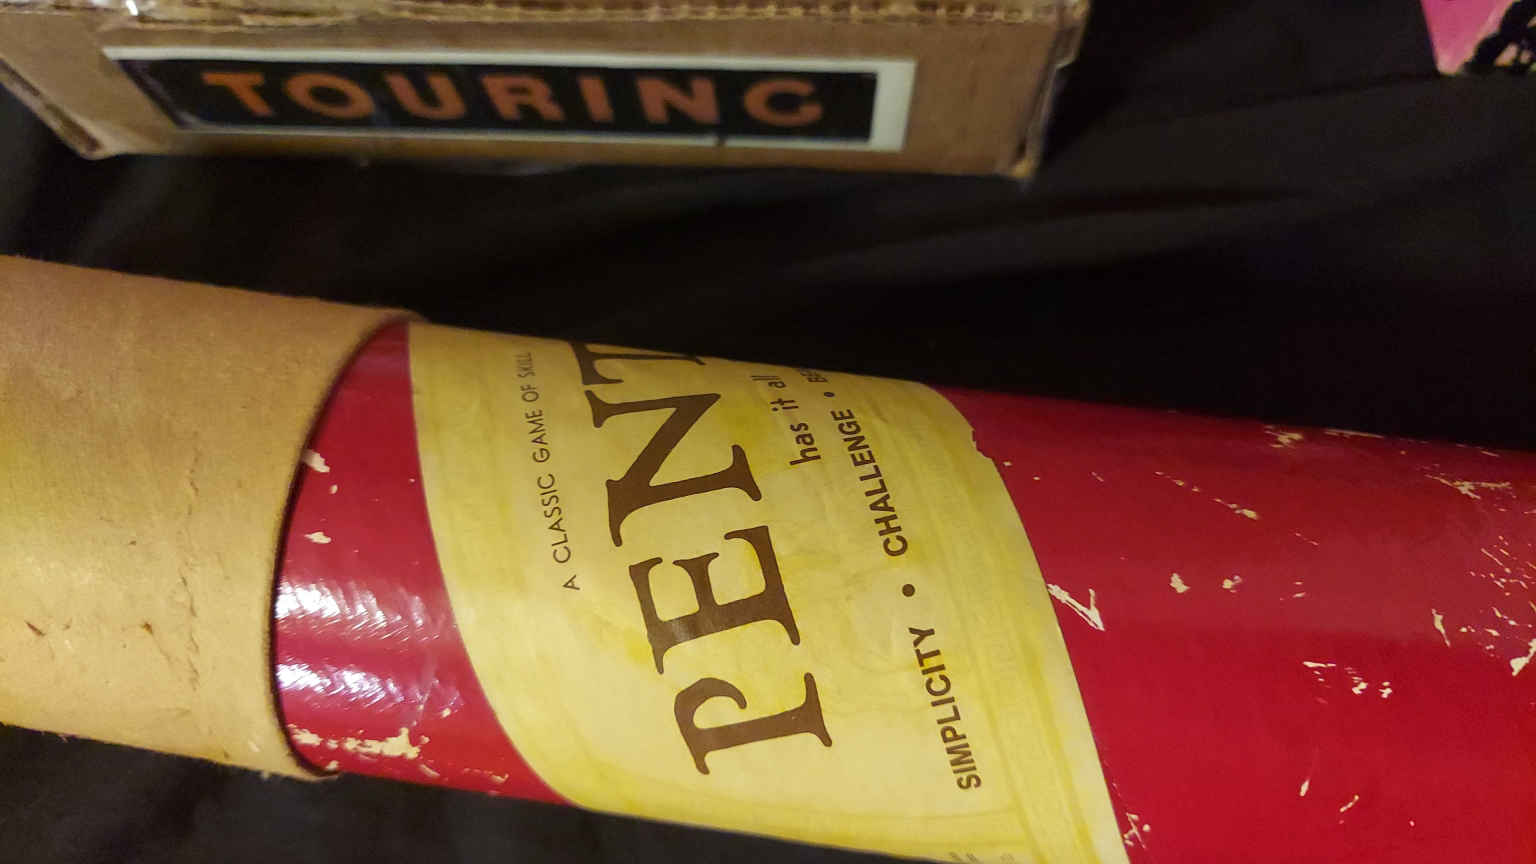 TOURING
A CLASSIC GAME OF SKILL
PENT
has it all
SIMPLICITY • CHALLENGE •